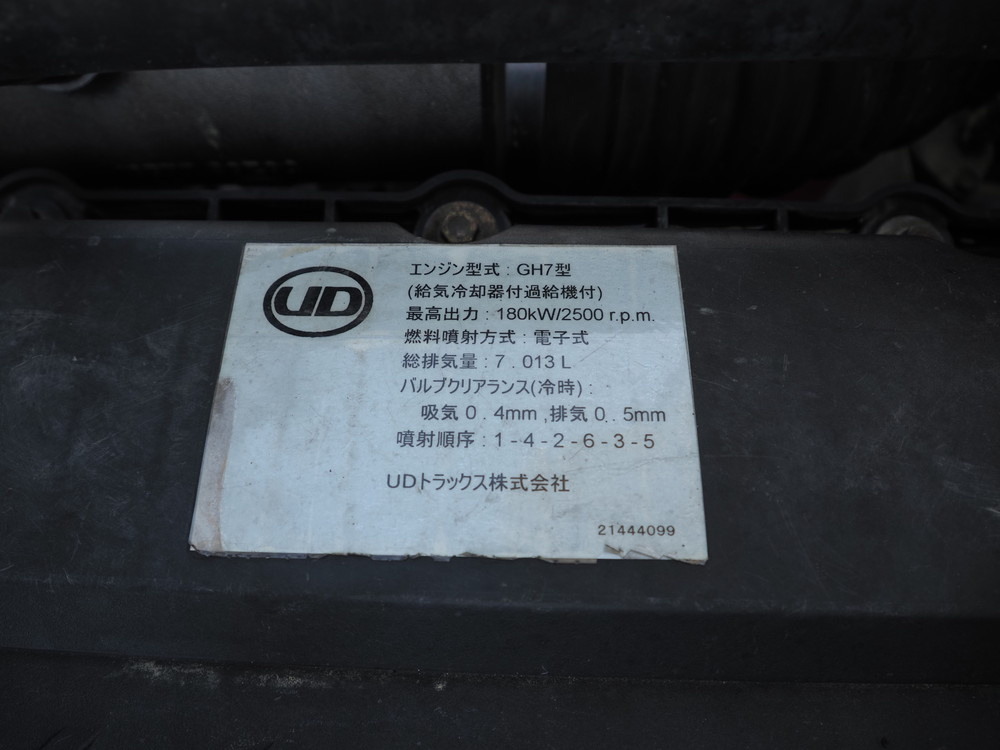 UD
エンジン型式 : GH7型
(給気冷却器付過給機付)
最高出力 : 180kW/2500 r.p.m.
燃料噴射方式 : 電子式
総排気量 : 7 . 013 L
バルブクリアランス(冷時) :
吸気 0 . 4mm ,排気 0 . 5mm
噴射順序 : 1 - 4 - 2 - 6 - 3 - 5
UDトラックス株式会社
21444099